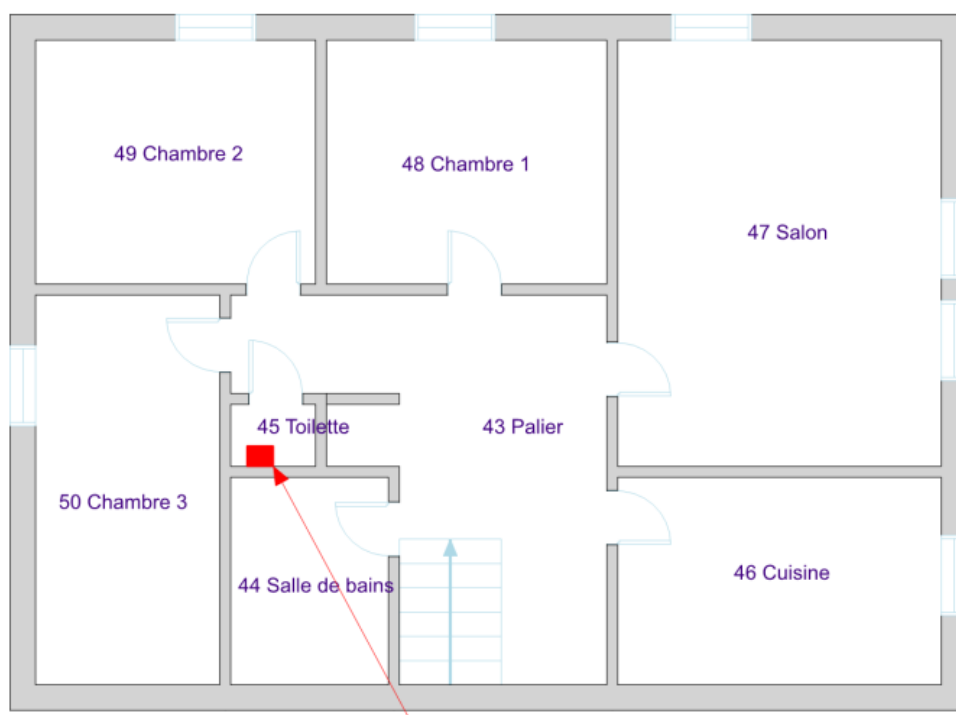 49 Chambre 2
48 Chambre 1
47 Salon
45 Toilette
43 Palier
50 Chambre 3
44 Salle de bains
46 Cuisine